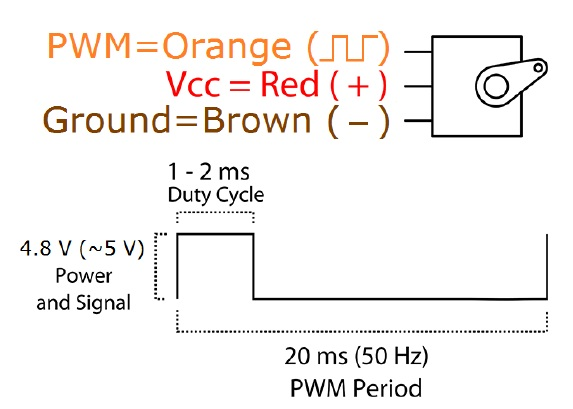 PWM=Orange (⎍⎍)
Vcc = Red ( + )
Ground=Brown ( − )
1 - 2 ms
Duty Cycle
4.8 V (~5 V)
Power
and Signal
20 ms (50 Hz)
PWM Period